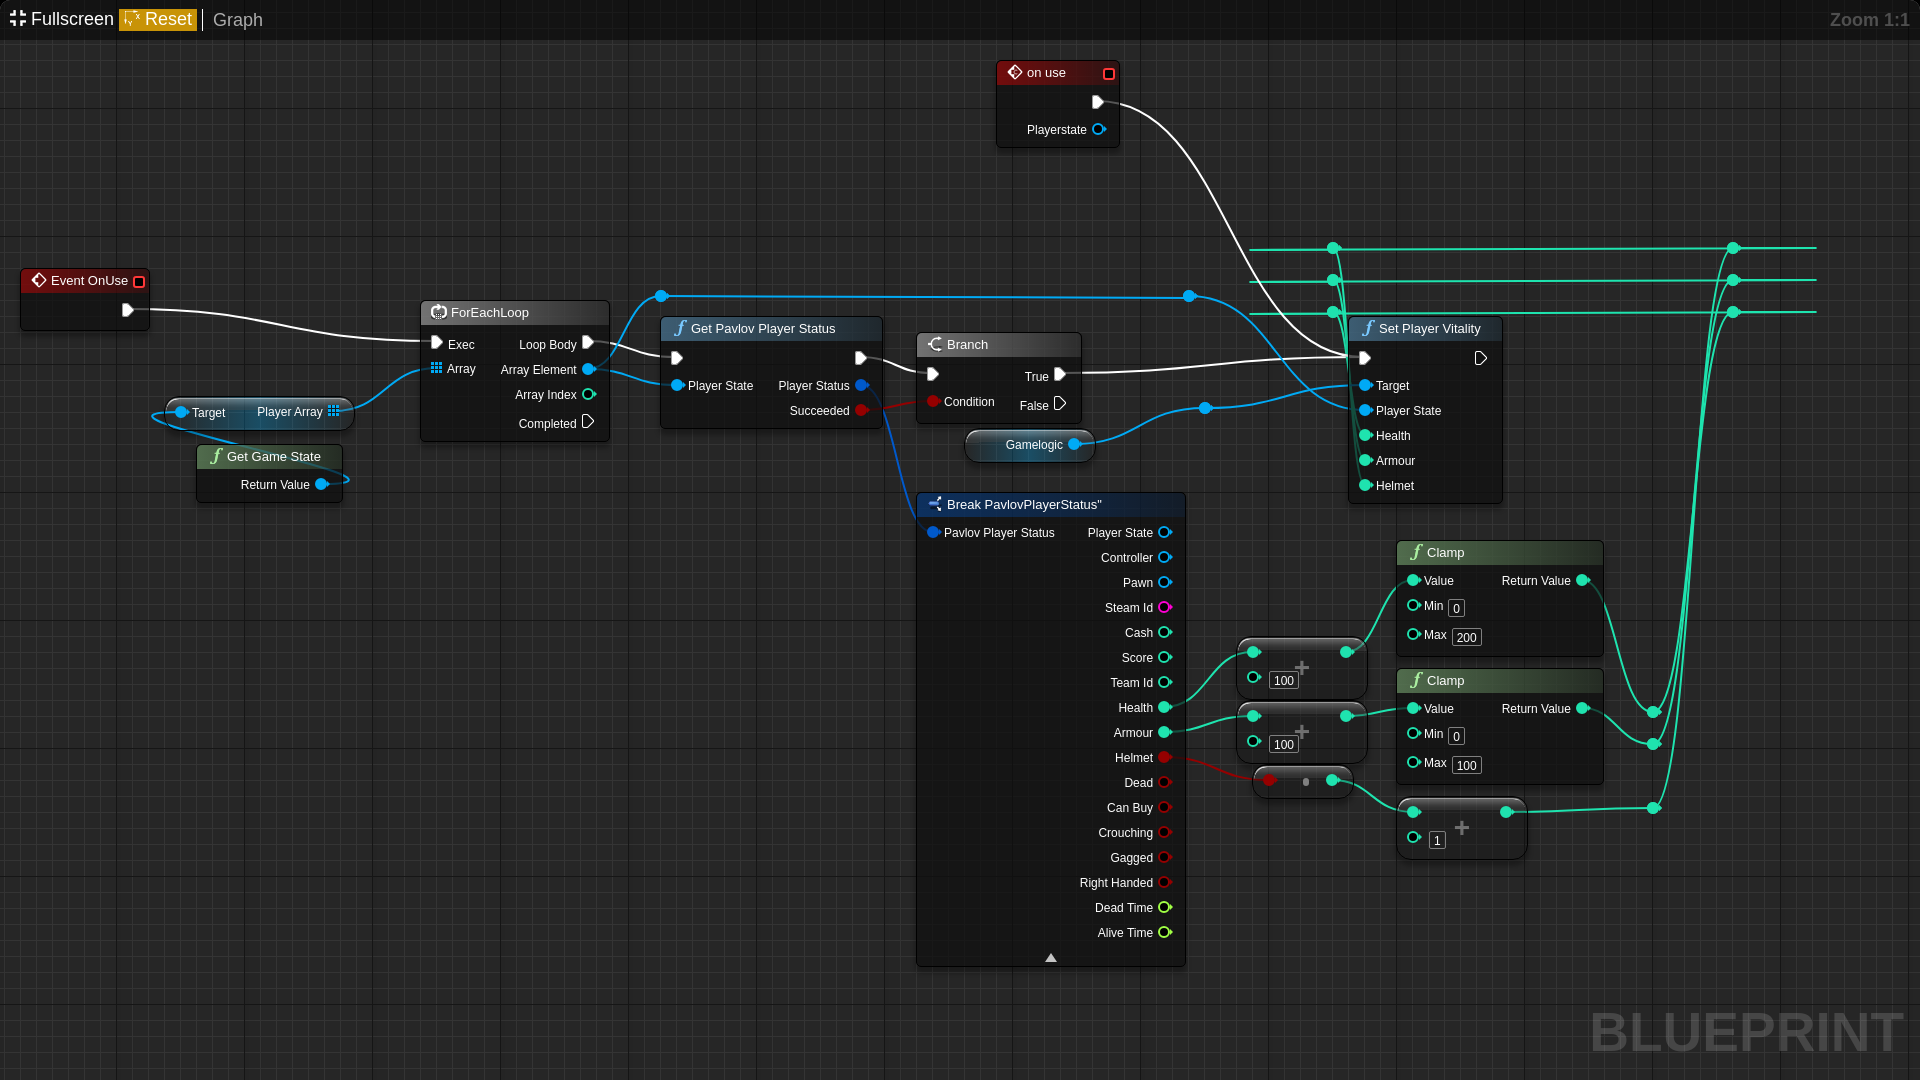 Fullscreen Reset Graph
Zoom 1:1
on use
Playerstate
Event OnUse
ForEachLoop
Exec Loop Body
Array Array Element
Array Index
Completed
Target Player Array
Get Game State
Return Value
Get Pavlov Player Status
Player State Player Status
Succeeded
Branch
True
Condition False
Gamelogic
Set Player Vitality
Target
Player State
Health
Armour
Helmet
Break PavlovPlayerStatus"
Pavlov Player Status Player State
Controller
Pawn
Steam Id
Cash
Score
Team Id
Health
Armour
Helmet
Dead
Can Buy
Crouching
Gagged
Right Handed
Dead Time
Alive Time
+
100
+
100
Clamp
Value Return Value
Min 0
Max 200
Clamp
Value Return Value
Min 0
Max 100
+
1
BLUEPRINT